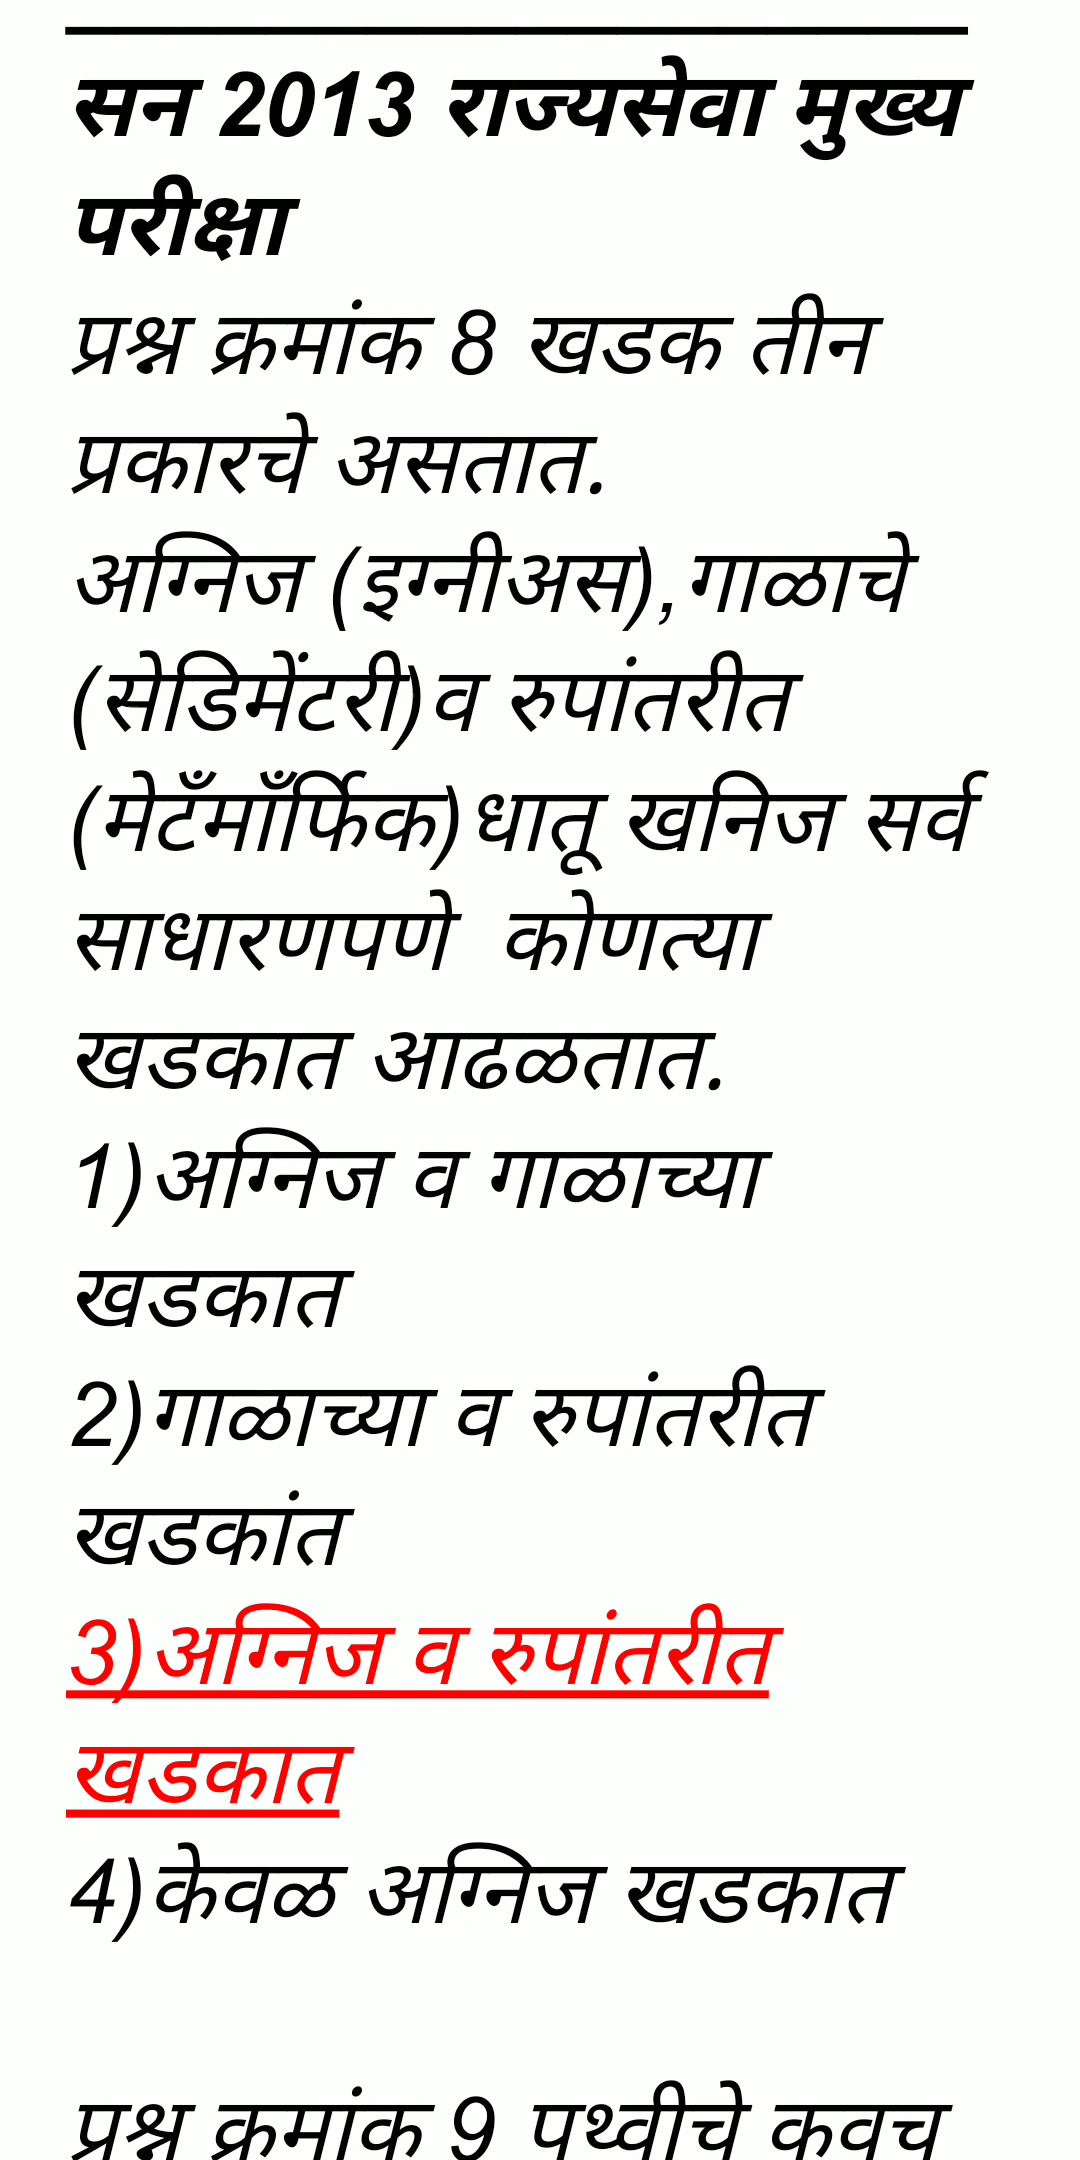 सन 2013 राज्यसेवा मुख्य
परीक्षा
प्रश्न क्रमांक 8 खडक तीन
प्रकारचे असतात.
अग्निज (इग्नीअस),गाळाचे
(सेडिमेंटरी)व रुपांतरीत
(मेटँमाँर्फिक)धातू खनिज सर्व
साधारणपणे कोणत्या
खडकात आढळतात.
1)अग्निज व गाळाच्या
खडकात
2)गाळाच्या व रुपांतरीत
खडकांत
3)अग्निज व रुपांतरीत
खडकात
4)केवळ अग्निज खडकात
प्रश्न क्रमांक 9 पथ्वीचे कवच